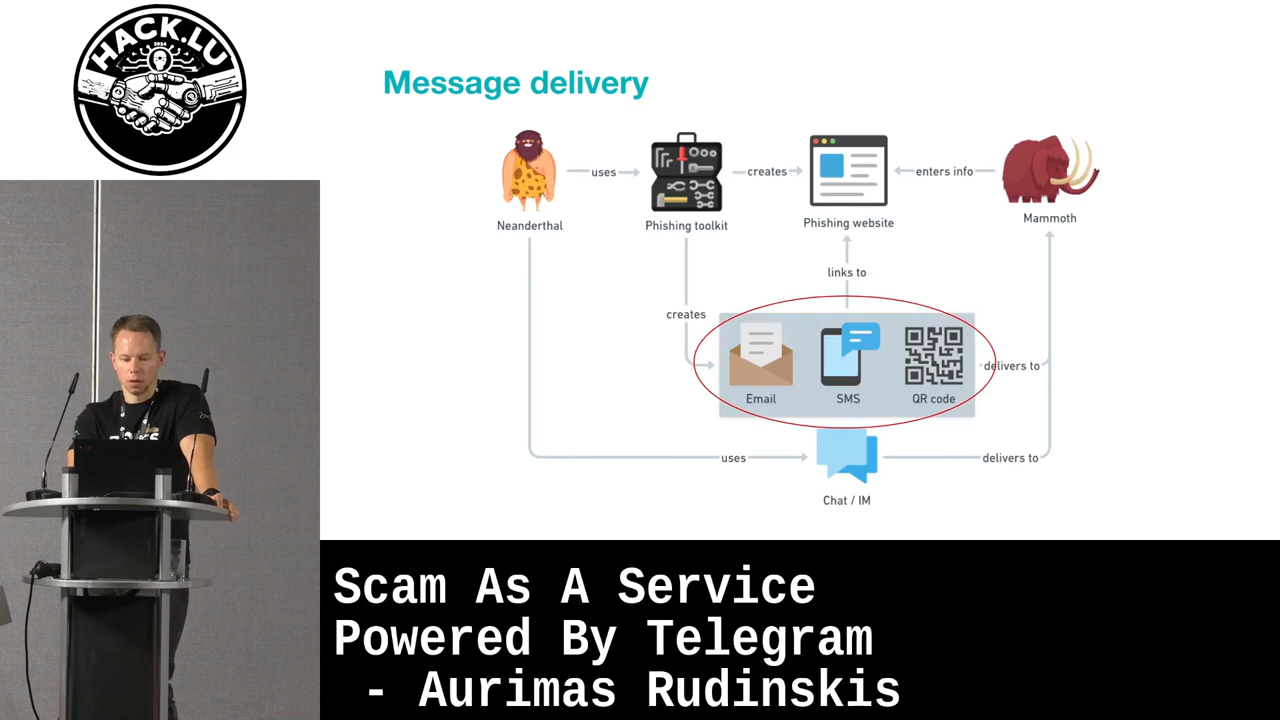 HACK.LU
2024
Message delivery
uses
creates
enters info
Neanderthal
Phishing toolkit
Phishing website
Mammoth
links to
creates
delivers to
Email
SMS
QR code
uses
delivers to
Chat / IM
Scam As A Service
Powered By Telegram
- Aurimas Rudinskis